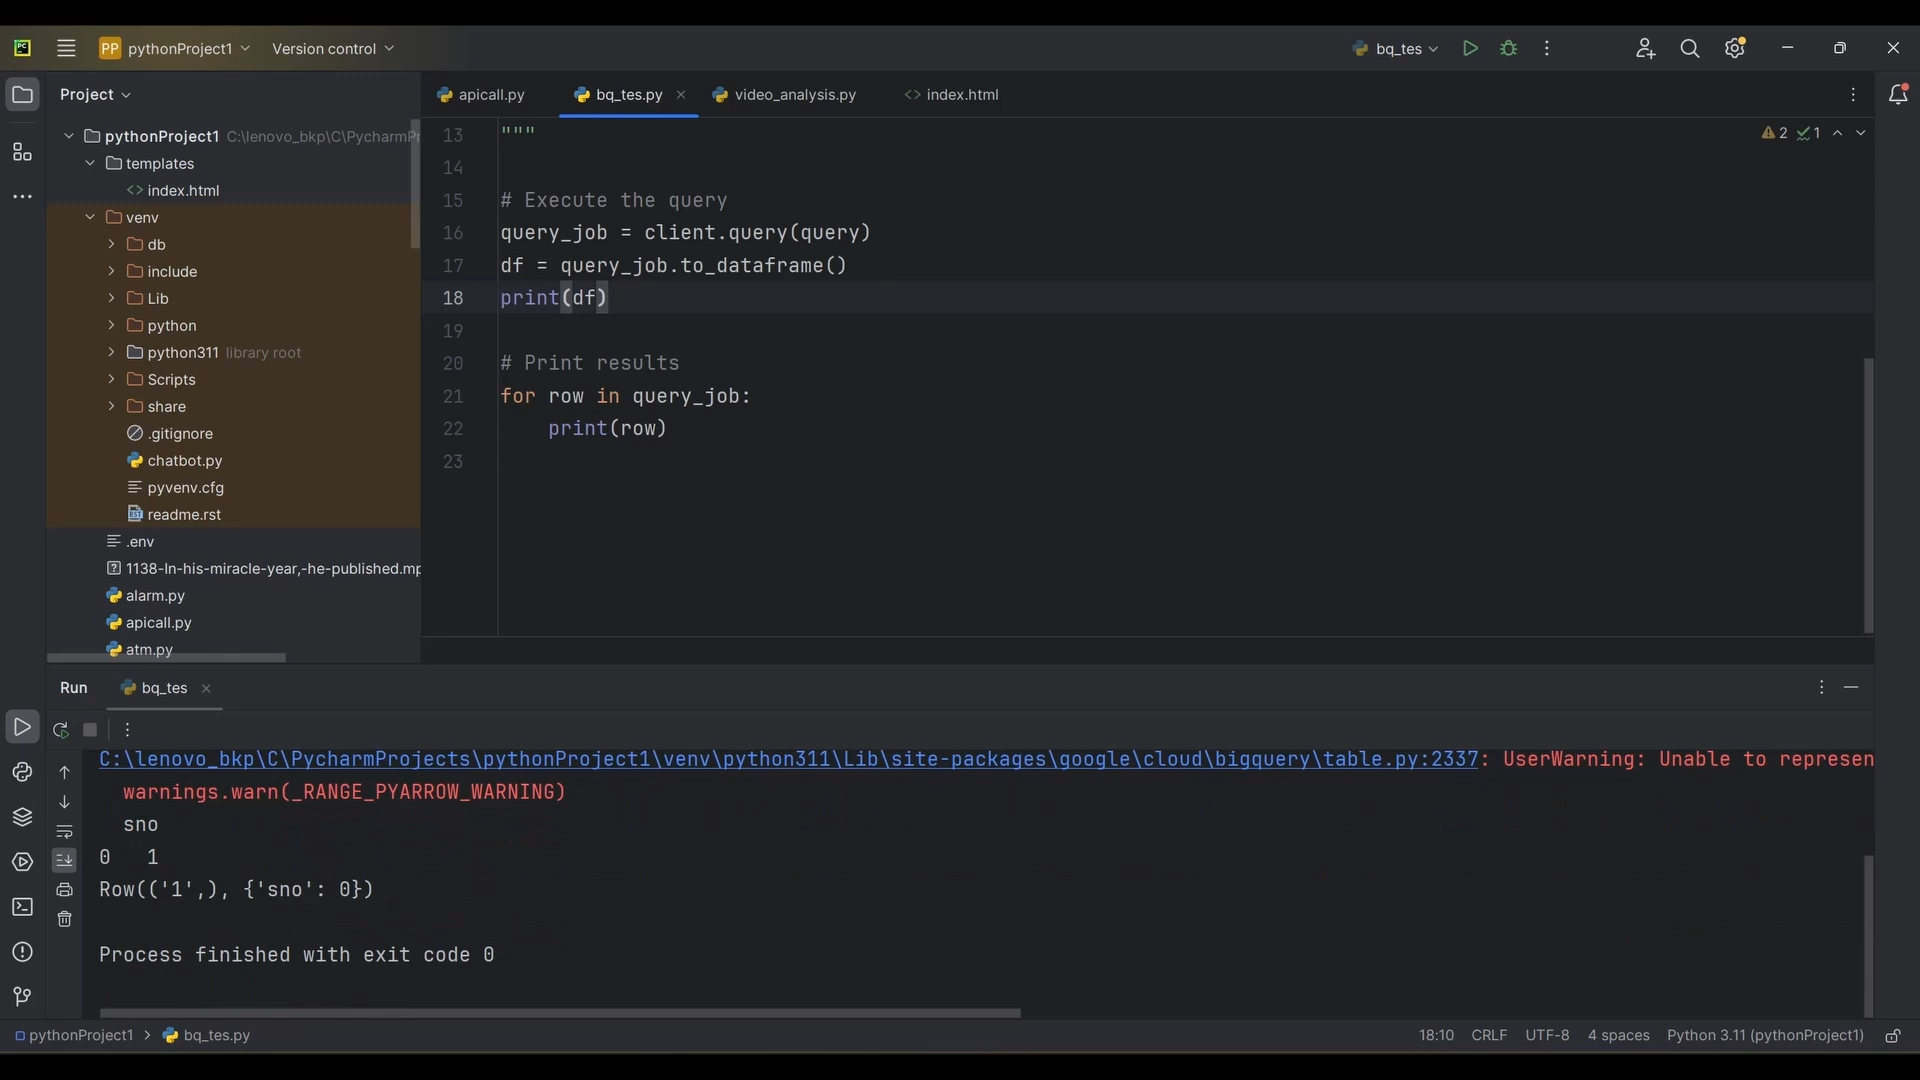 PC
PP pythonProject1
Version control
bq_tes
Project
apicall.py
bq_tes.py
video_analysis.py
<> index.html
pythonProject1 C:\lenovo_bkp\C\PycharmPr
templates
<> index.html
venv
db
include
Lib
python
python311 library root
Scripts
share
.gitignore
chatbot.py
pyvenv.cfg
readme.rst
.env
1138-In-his-miracle-year,-he-published.mp
alarm.py
apicall.py
atm.py
2 1
13 """
14
15 # Execute the query
16 query_job = client.query(query)
17 df = query_job.to_dataframe()
18 print(df)
19
20 # Print results
21 for row in query_job:
22     print(row)
23
Run
bq_tes
C:\lenovo_bkp\C\PycharmProjects\pythonProject1\venv\python311\Lib\site-packages\google\cloud\bigquery\table.py:2337: UserWarning: Unable to represen
  warnings.warn(_RANGE_PYARROW_WARNING)
  sno
0   1
Row(('1',), {'sno': 0})
Process finished with exit code 0
pythonProject1 > bq_tes.py
18:10 CRLF UTF-8 4 spaces Python 3.11 (pythonProject1)